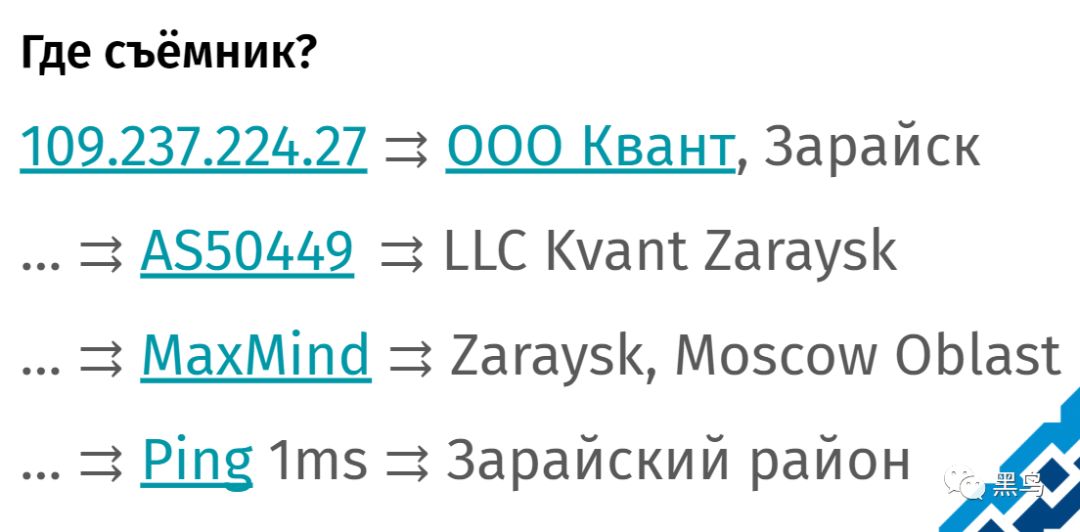 Где съёмник?
109.237.224.27 ⇉ ООО Квант, Зарайск
... ⇉ AS50449 ⇉ LLC Kvant Zaraysk
... ⇉ MaxMind ⇉ Zaraysk, Moscow Oblast
... ⇉ Ping 1ms ⇉ Зарайский район
黑鸟